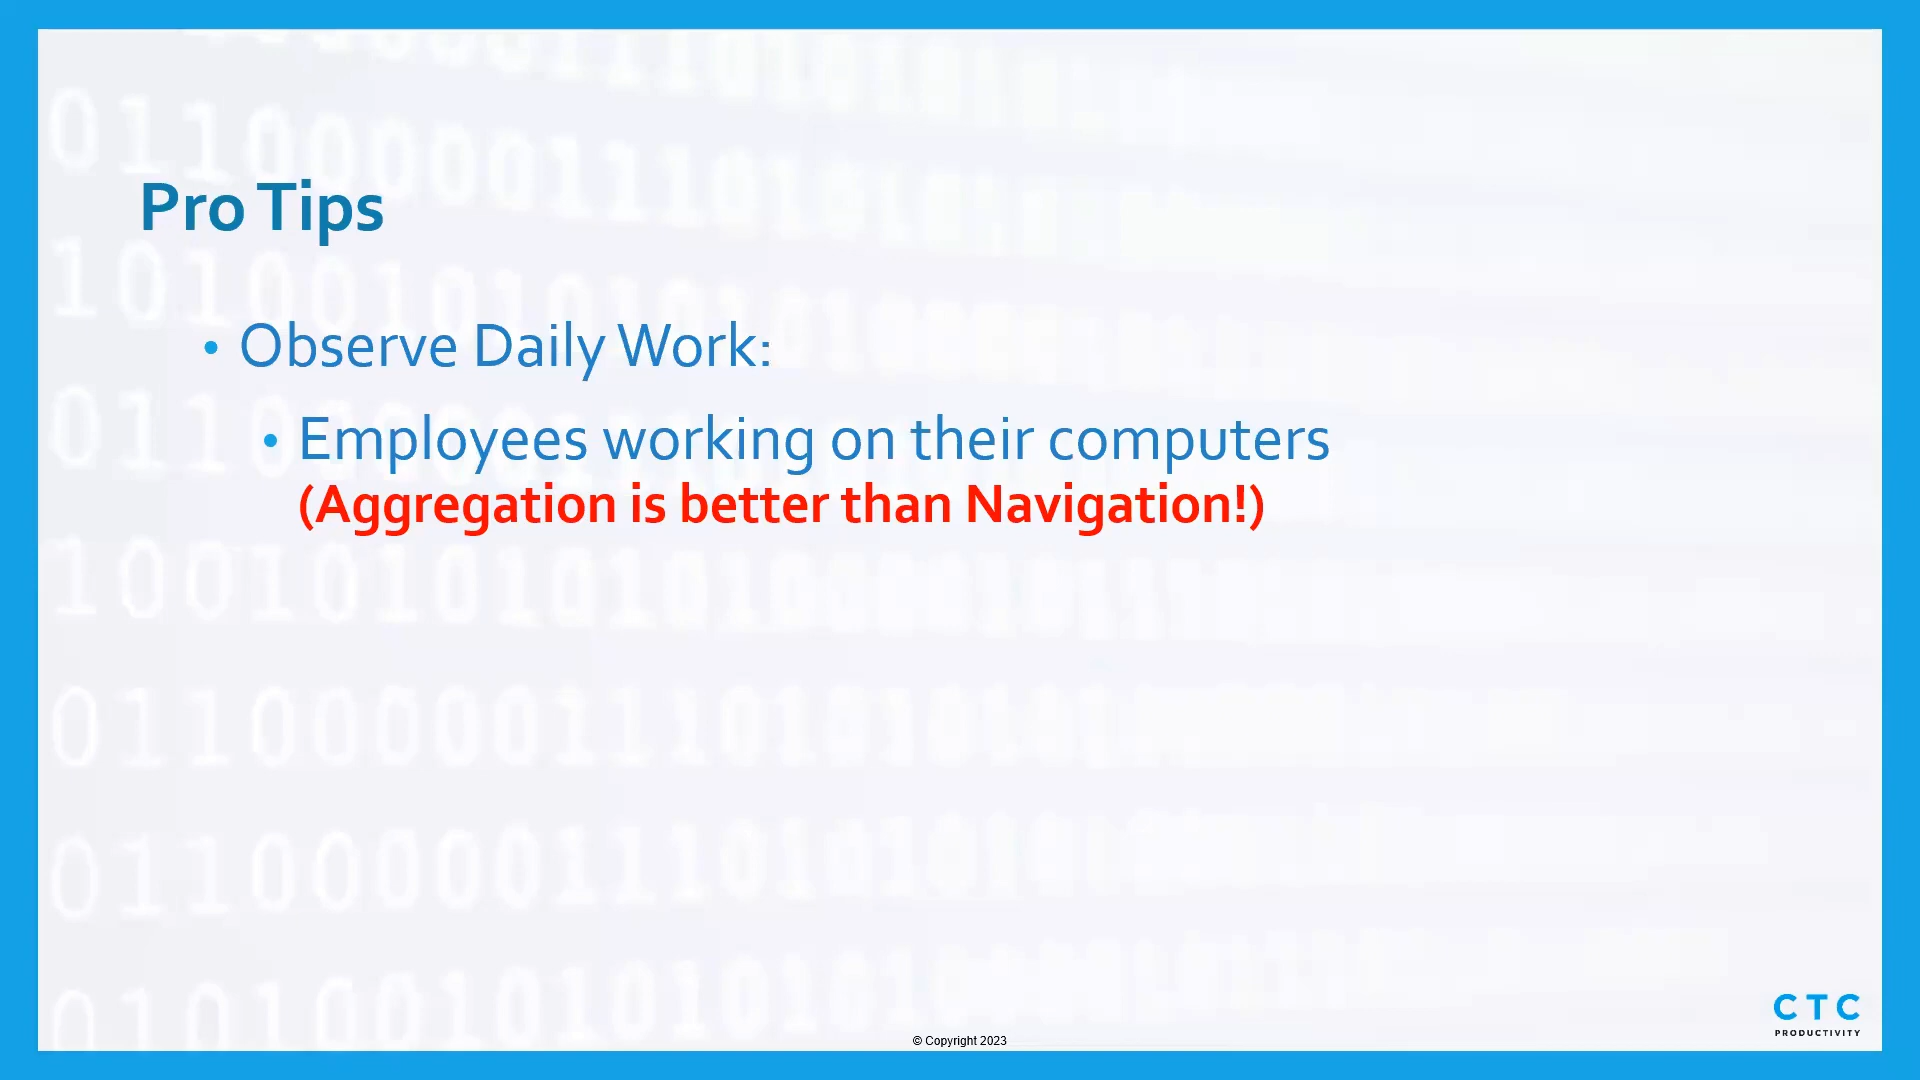 Pro Tips
• Observe Daily Work:
• Employees working on their computers
(Aggregation is better than Navigation!)
© Copyright 2023
CTC
PRODUCTIVITY